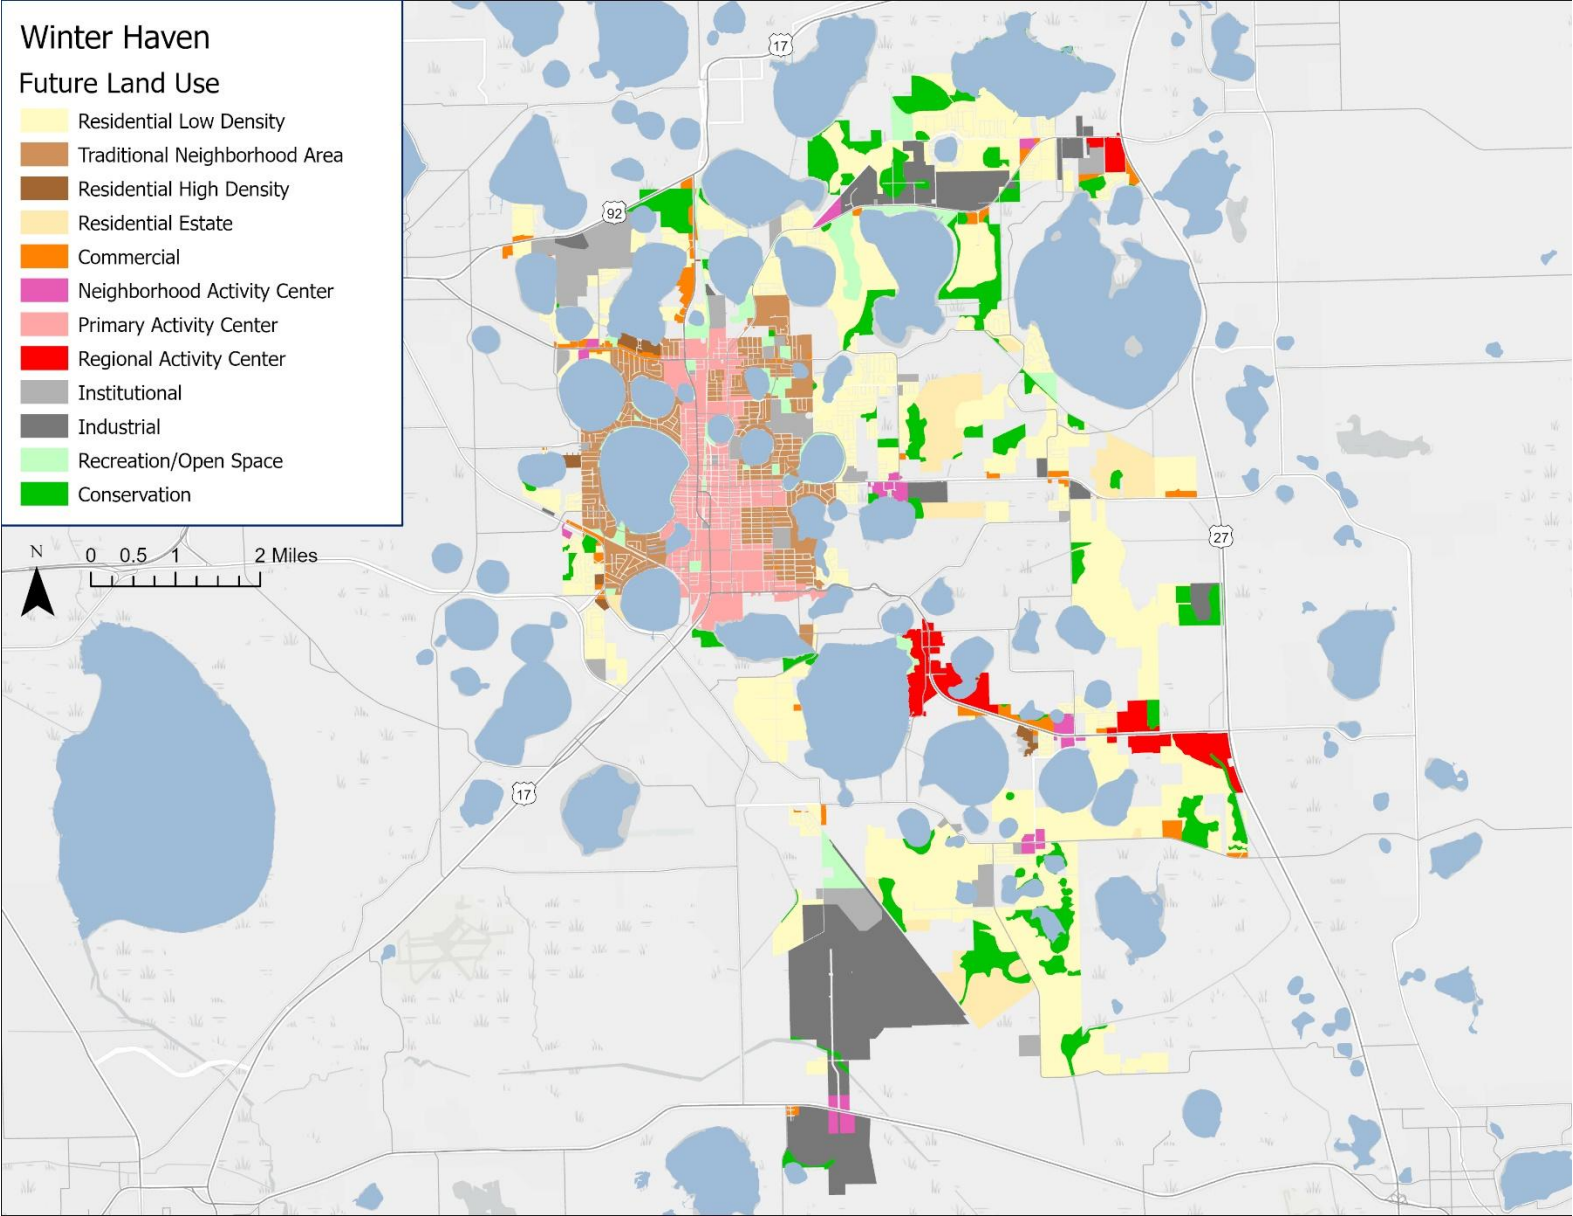 Winter Haven
Future Land Use
Residential Low Density
Traditional Neighborhood Area
Residential High Density
Residential Estate
Commercial
Neighborhood Activity Center
Primary Activity Center
Regional Activity Center
Institutional
Industrial
Recreation/Open Space
Conservation
N
0 0.5 1 2 Miles
17
92
27
17